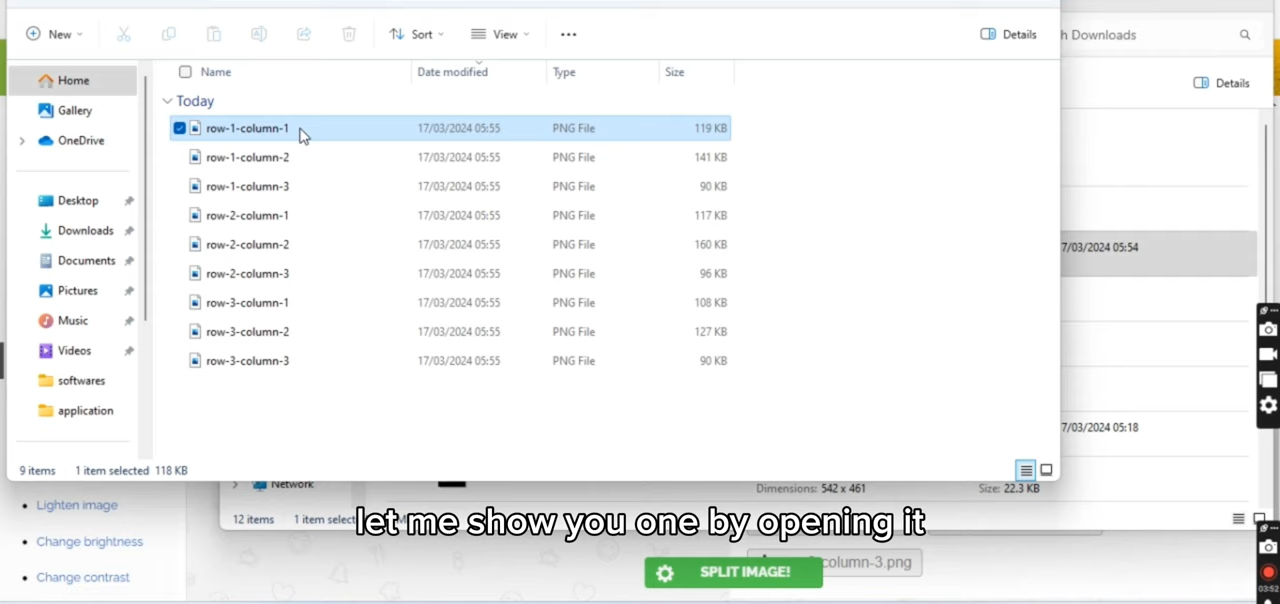 New
Sort
View
Details
h Downloads
Details
Name
Date modified
Type
Size
Home
Gallery
OneDrive
Desktop
Downloads
Documents
Pictures
Music
Videos
softwares
application
Today
row-1-column-1 17/03/2024 05:55 PNG File 119 KB
row-1-column-2 17/03/2024 05:55 PNG File 141 KB
row-1-column-3 17/03/2024 05:55 PNG File 90 KB
row-2-column-1 17/03/2024 05:55 PNG File 117 KB
row-2-column-2 17/03/2024 05:55 PNG File 160 KB
row-2-column-3 17/03/2024 05:55 PNG File 96 KB
row-3-column-1 17/03/2024 05:55 PNG File 108 KB
row-3-column-2 17/03/2024 05:55 PNG File 127 KB
row-3-column-3 17/03/2024 05:55 PNG File 90 KB
7/03/2024 05:54
7/03/2024 05:18
9 items 1 item selected 118 KB
Network
Dimensions: 542 x 461
Size: 22.3 KB
12 items 1 item select
Lighten image
Change brightness
Change contrast
let me show you one by opening it
column-3.png
SPLIT IMAGE!
03:52